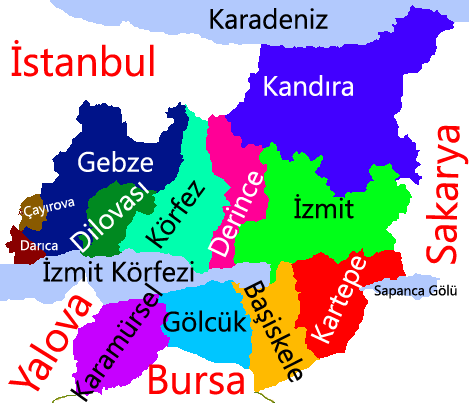 Karadeniz
İstanbul
Kandıra
Gebze
Sakarya
Çayırova
Dilovası
Körfez
Derince
İzmit
Darıca
İzmit Körfezi
Sapanca Gölü
Yalova
Karamürsel
Gölcük
Başiskele
Kartepe
Bursa